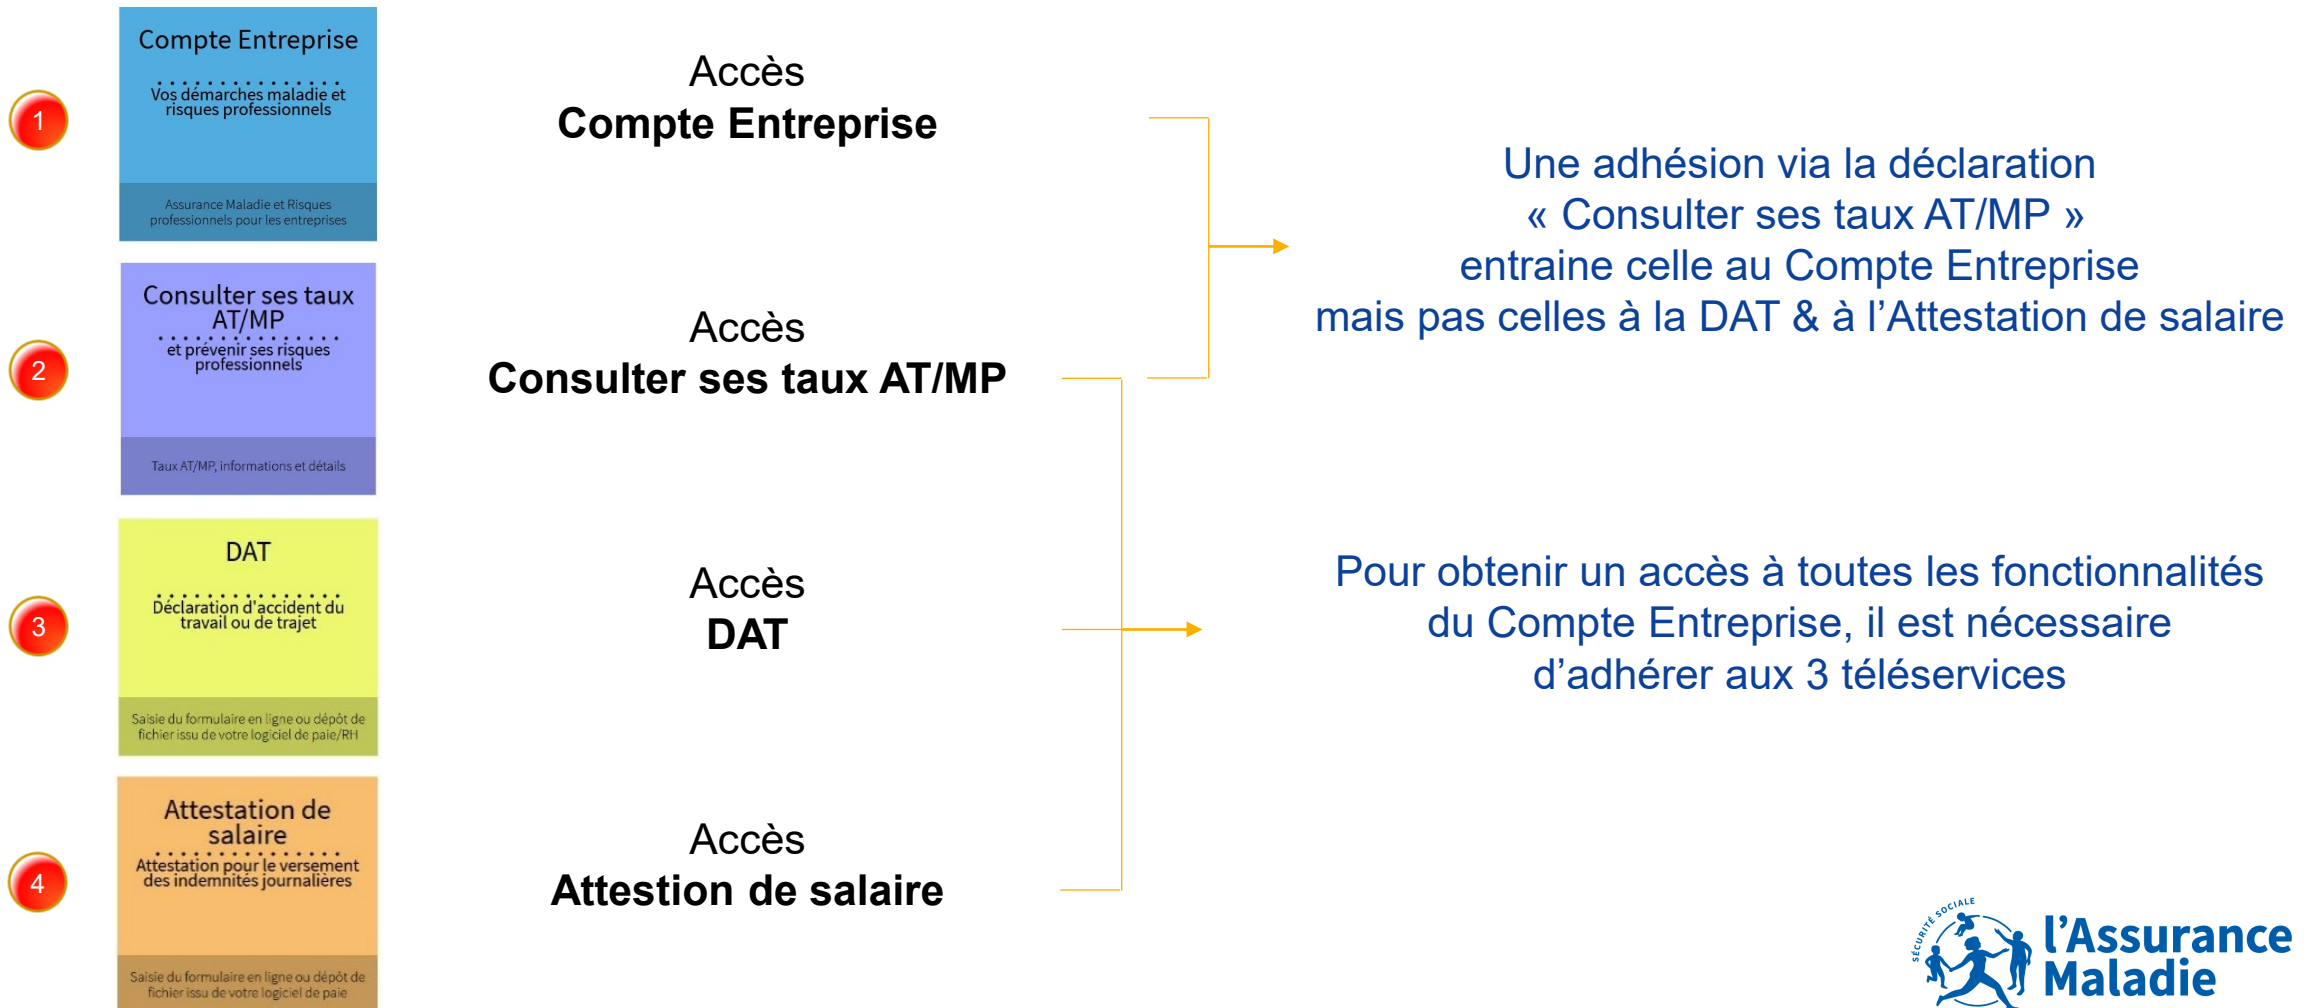 1
Compte Entreprise
Vos démarches maladie et
risques professionnels
Assurance Maladie et Risques
professionnels pour les entreprises
Accès
Compte Entreprise
2
Consulter ses taux
AT/MP
et prévenir ses risques
professionnels
Taux AT/MP, informations et détails
Accès
Consulter ses taux AT/MP
Une adhésion via la déclaration
« Consulter ses taux AT/MP »
entraine celle au Compte Entreprise
mais pas celles à la DAT & à l’Attestation de salaire
3
DAT
Déclaration d'accident du
travail ou de trajet
Saisie du formulaire en ligne ou dépôt de
fichier issu de votre logiciel de paie/RH
Accès
DAT
Pour obtenir un accès à toutes les fonctionnalités
du Compte Entreprise, il est nécessaire
d’adhérer aux 3 téléservices
4
Attestation de
salaire
Attestation pour le versement
des indemnités journalières
Saisie du formulaire en ligne ou dépôt de
fichier issu de votre logiciel de paie
Accès
Attestion de salaire
SÉCURITÉ SOCIALE
l’Assurance
Maladie